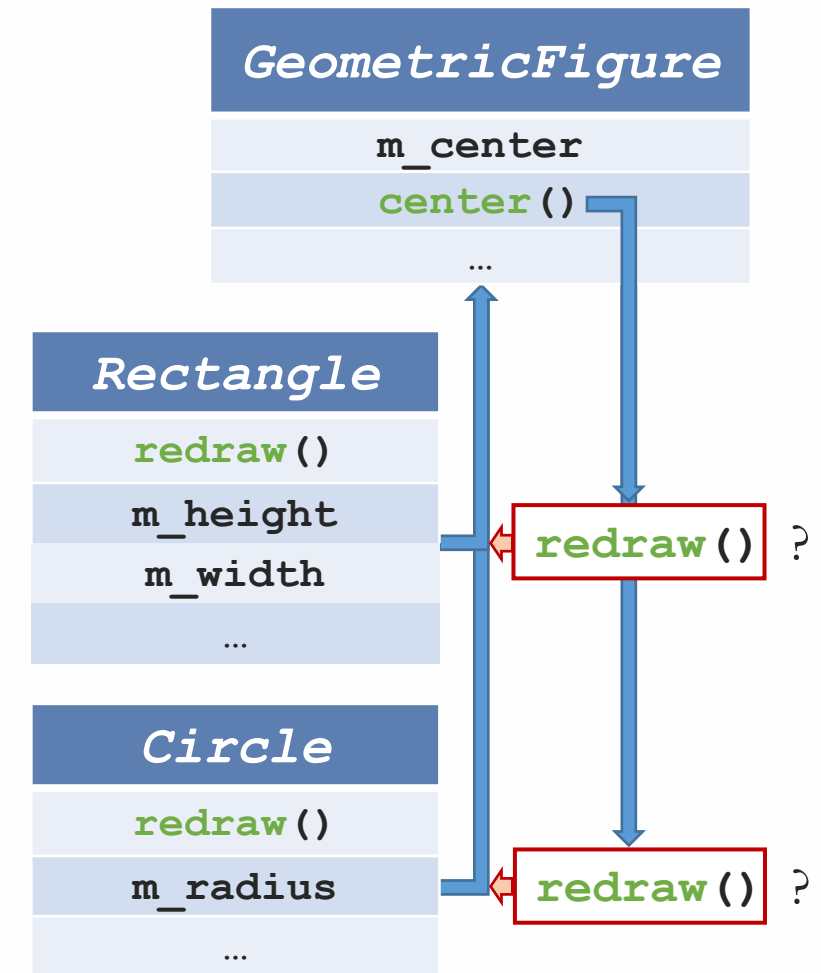 GeometricFigure
m_center
center()
…
Rectangle
redraw()
m_height
m_width
…
redraw() ?
Circle
redraw()
m_radius
…
redraw() ?